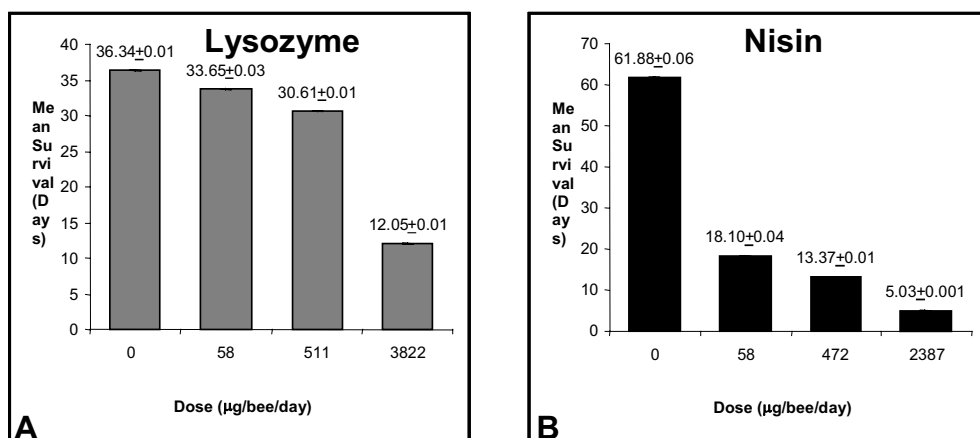 Lysozyme
36.34±0.01
33.65±0.03
30.61±0.01
12.05±0.01
40
35
30
25
20
15
10
5
0
Me
an
Su
rvi
val
(D
ay
s)
0 58 511 3822
Dose (µg/bee/day)
A
Nisin
61.88±0.06
18.10±0.04
13.37±0.01
5.03±0.001
70
60
50
40
30
20
10
0
Me
an
Su
rvi
val
(D
ay
s)
0 58 472 2387
Dose (µg/bee/day)
B